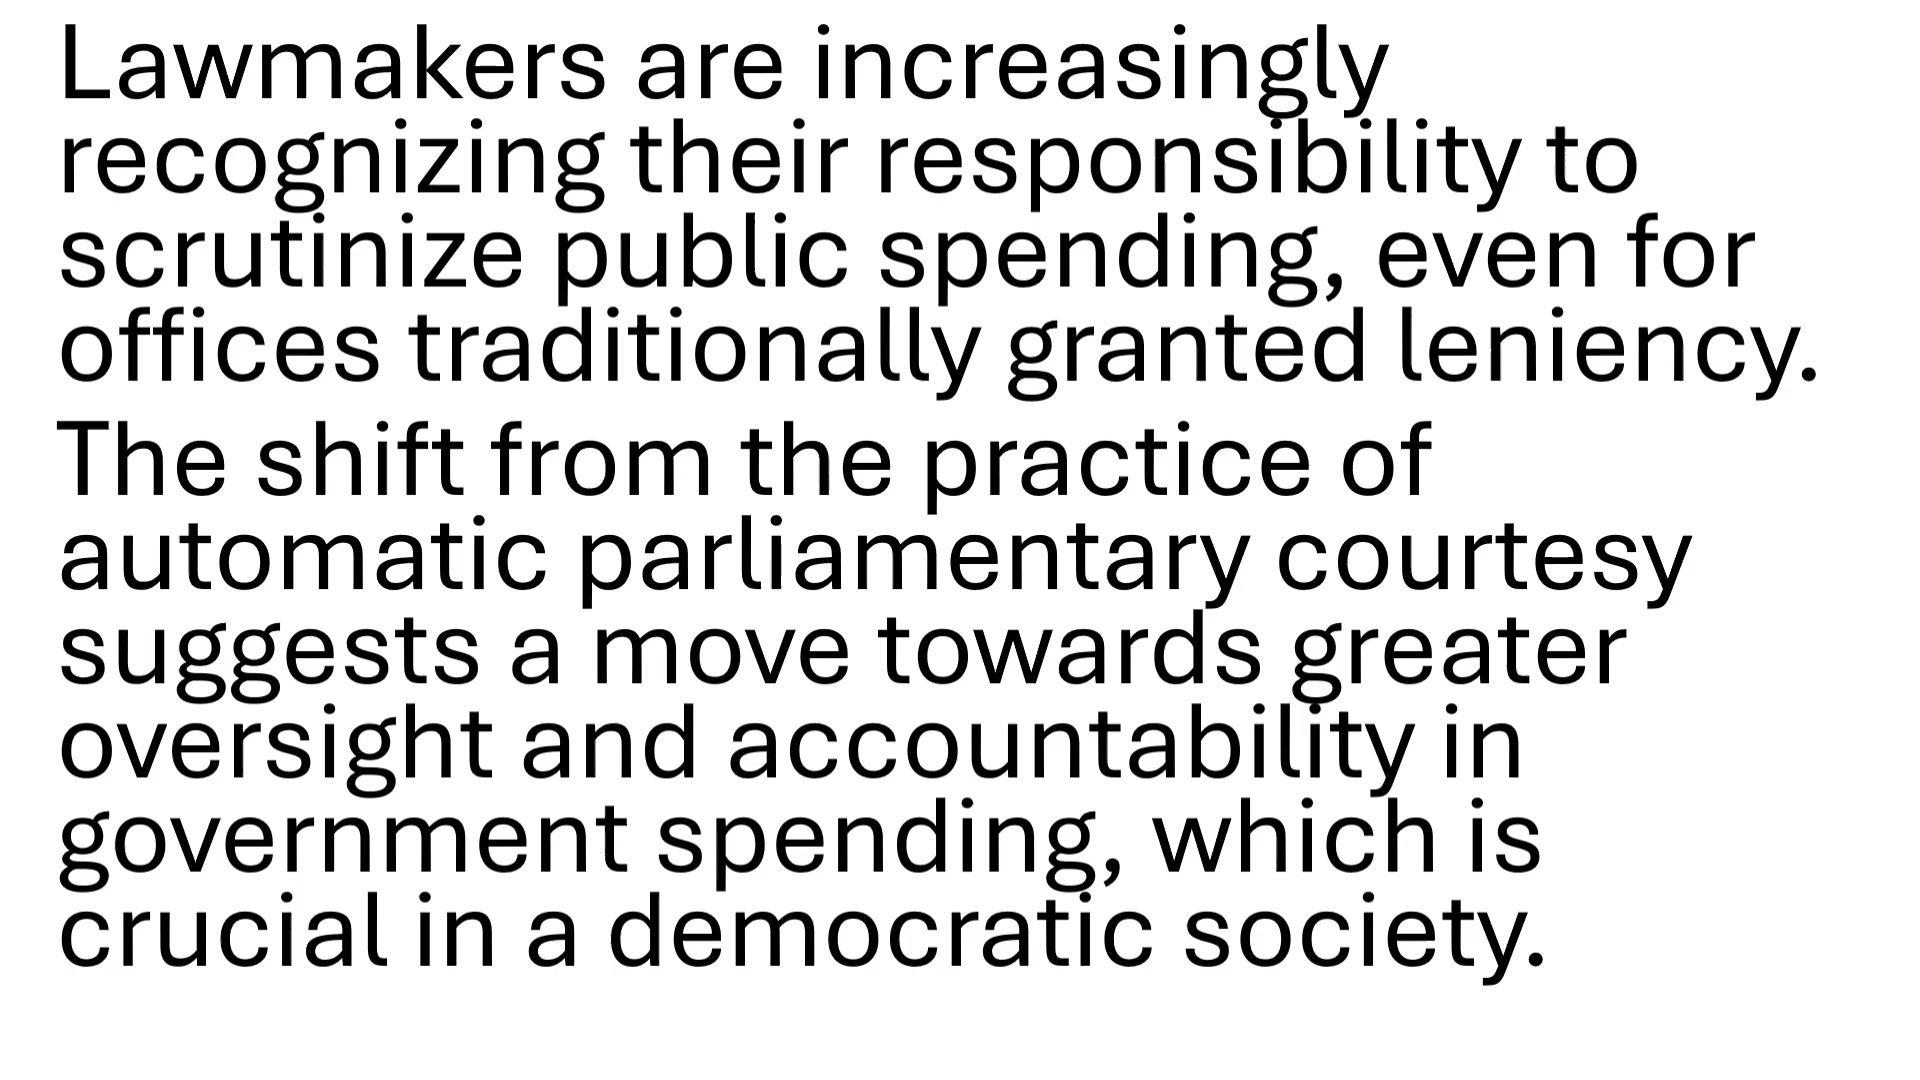 Lawmakers are increasingly
recognizing their responsibility to
scrutinize public spending, even for
offices traditionally granted leniency.
The shift from the practice of
automatic parliamentary courtesy
suggests a move towards greater
oversight and accountability in
government spending, which is
crucial in a democratic society.